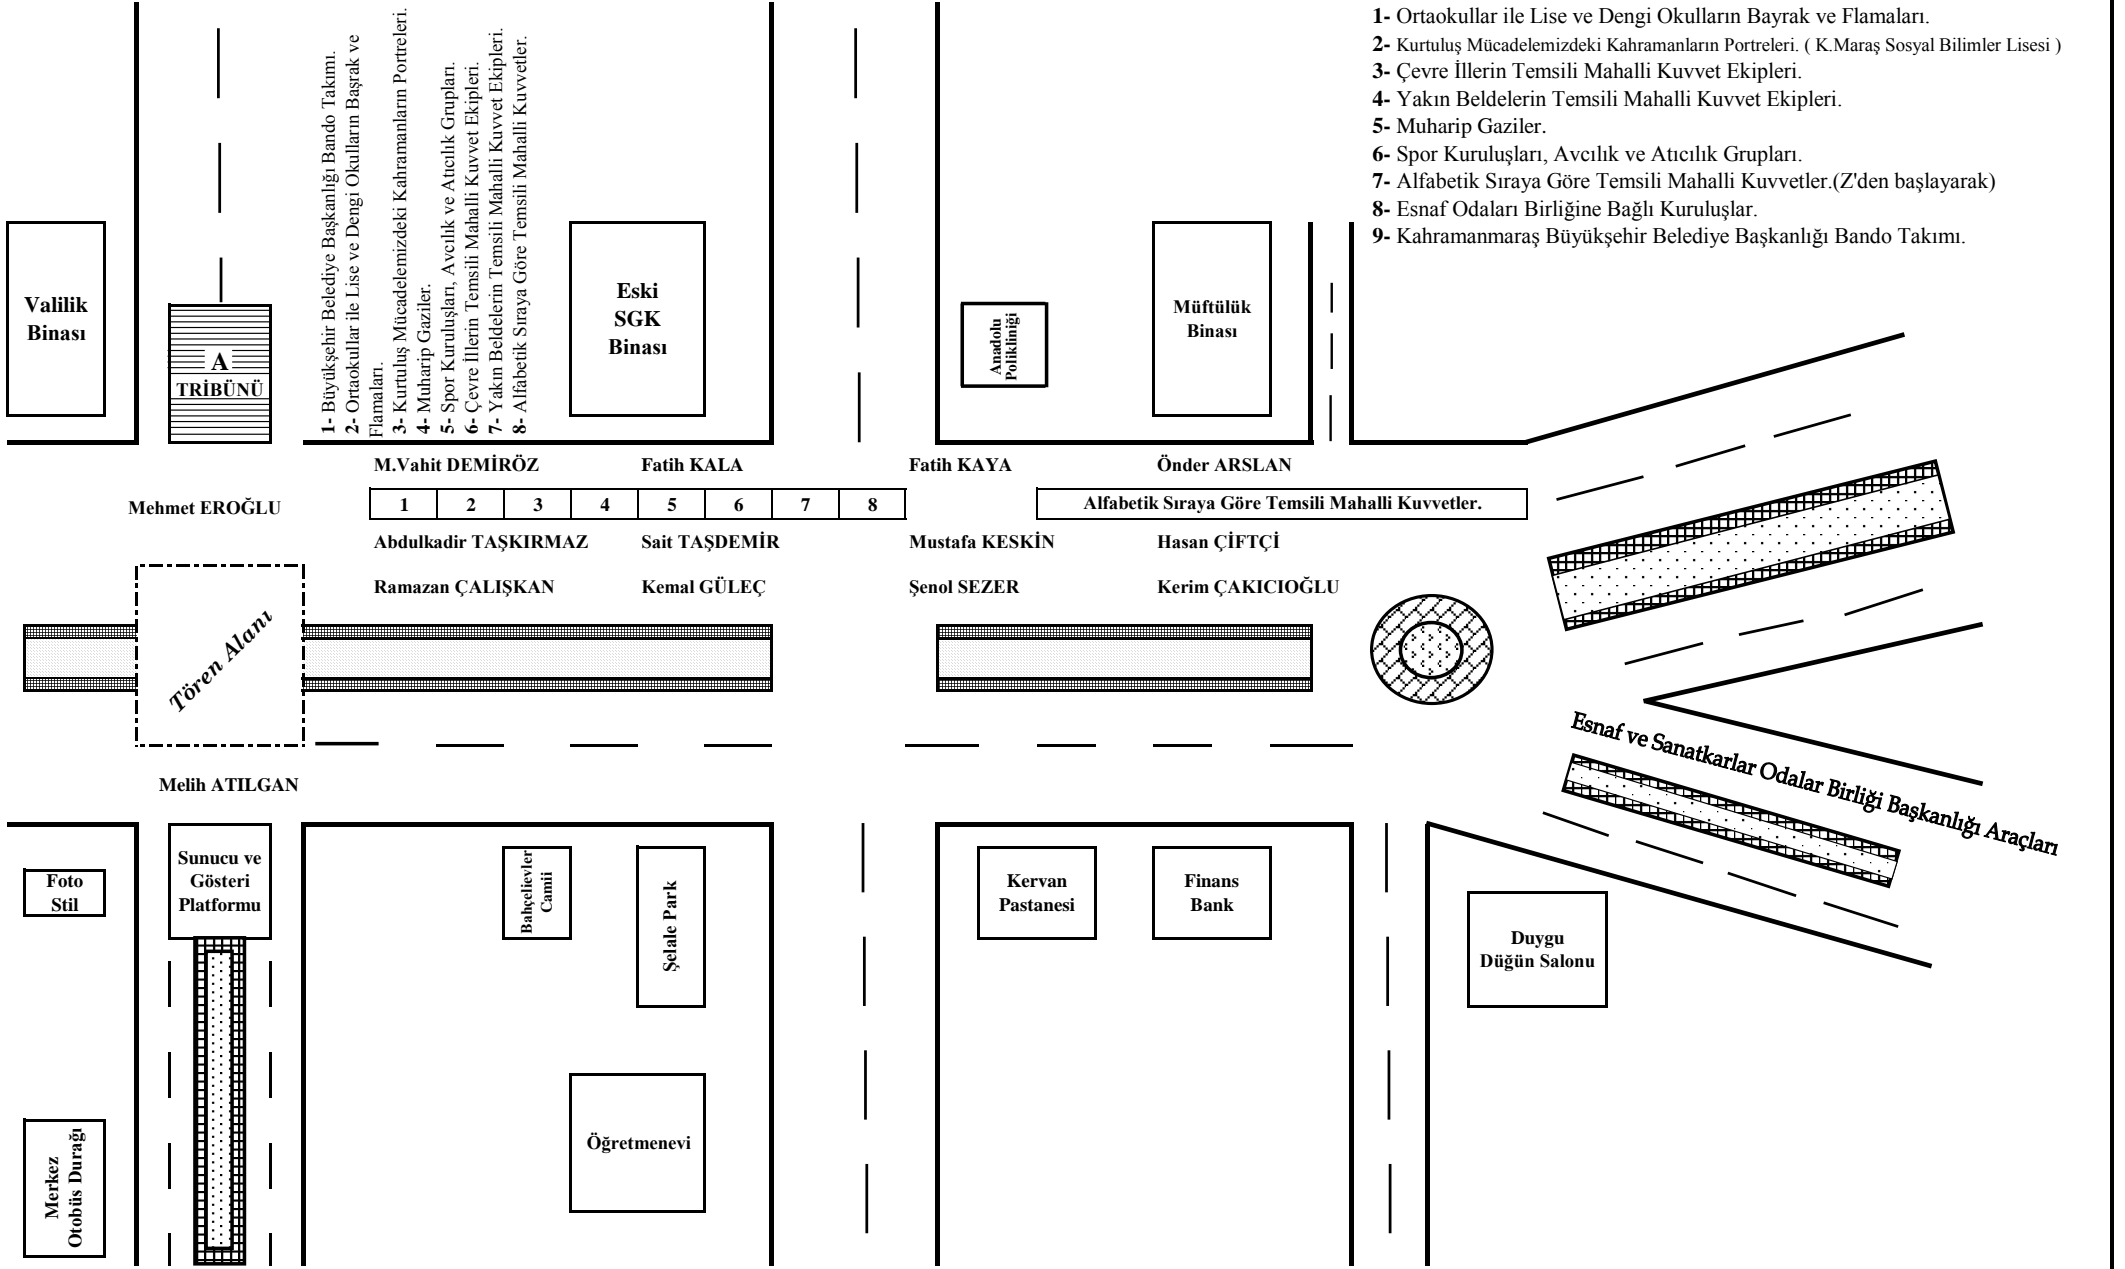 1- Ortaokullar ile Lise ve Dengi Okulların Bayrak ve Flamaları.
2- Kurtuluş Mücadelemizdeki Kahramanların Portreleri. ( K.Maraş Sosyal Bilimler Lisesi )
3- Çevre İllerin Temsili Mahalli Kuvvet Ekipleri.
4- Yakın Beldelerin Temsili Mahalli Kuvvet Ekipleri.
5- Muharip Gaziler.
6- Spor Kuruluşları, Avcılık ve Atıcılık Grupları.
7- Alfabetik Sıraya Göre Temsili Mahalli Kuvvetler.(Z'den başlayarak)
8- Esnaf Odaları Birliğine Bağlı Kuruluşlar.
9- Kahramanmaraş Büyükşehir Belediye Başkanlığı Bando Takımı.
1- Büyükşehir Belediye Başkanlığı Bando Takımı.
2- Ortaokullar ile Lise ve Dengi Okulların Başrak ve
Flamaları.
3- Kurtuluş Mücadelemizdeki Kahramanların Portreleri.
4- Muharip Gaziler.
5- Spor Kuruluşları, Avcılık ve Atıcılık Grupları.
6- Çevre İllerin Temsili Mahalli Kuvvet Ekipleri.
7- Yakın Beldelerin Temsili Mahalli Kuvvet Ekipleri.
8- Alfabetik Sıraya Göre Temsili Mahalli Kuvvetler.
Valilik
Binası
A
TRİBÜNÜ
Eski
SGK
Binası
Anadolu
Polikliniği
Müftülük
Binası
M.Vahit DEMİRÖZ
Fatih KALA
Fatih KAYA
Önder ARSLAN
Mehmet EROĞLU
1 2 3 4 5 6 7 8
Alfabetik Sıraya Göre Temsili Mahalli Kuvvetler.
Abdulkadir TAŞKIRMAZ
Sait TAŞDEMİR
Mustafa KESKİN
Hasan ÇİFTÇİ
Ramazan ÇALIŞKAN
Kemal GÜLEÇ
Şenol SEZER
Kerim ÇAKICIOĞLU
Tören Alanı
Esnaf ve Sanatkarlar Odalar Birliği Başkanlığı Araçları
Melih ATILGAN
Foto
Stil
Sunucu ve
Gösteri
Platformu
Bahçelievler
Camii
Şelale Park
Kervan
Pastanesi
Finans
Bank
Duygu
Düğün Salonu
Öğretmenevi
Merkez
Otobüs Durağı